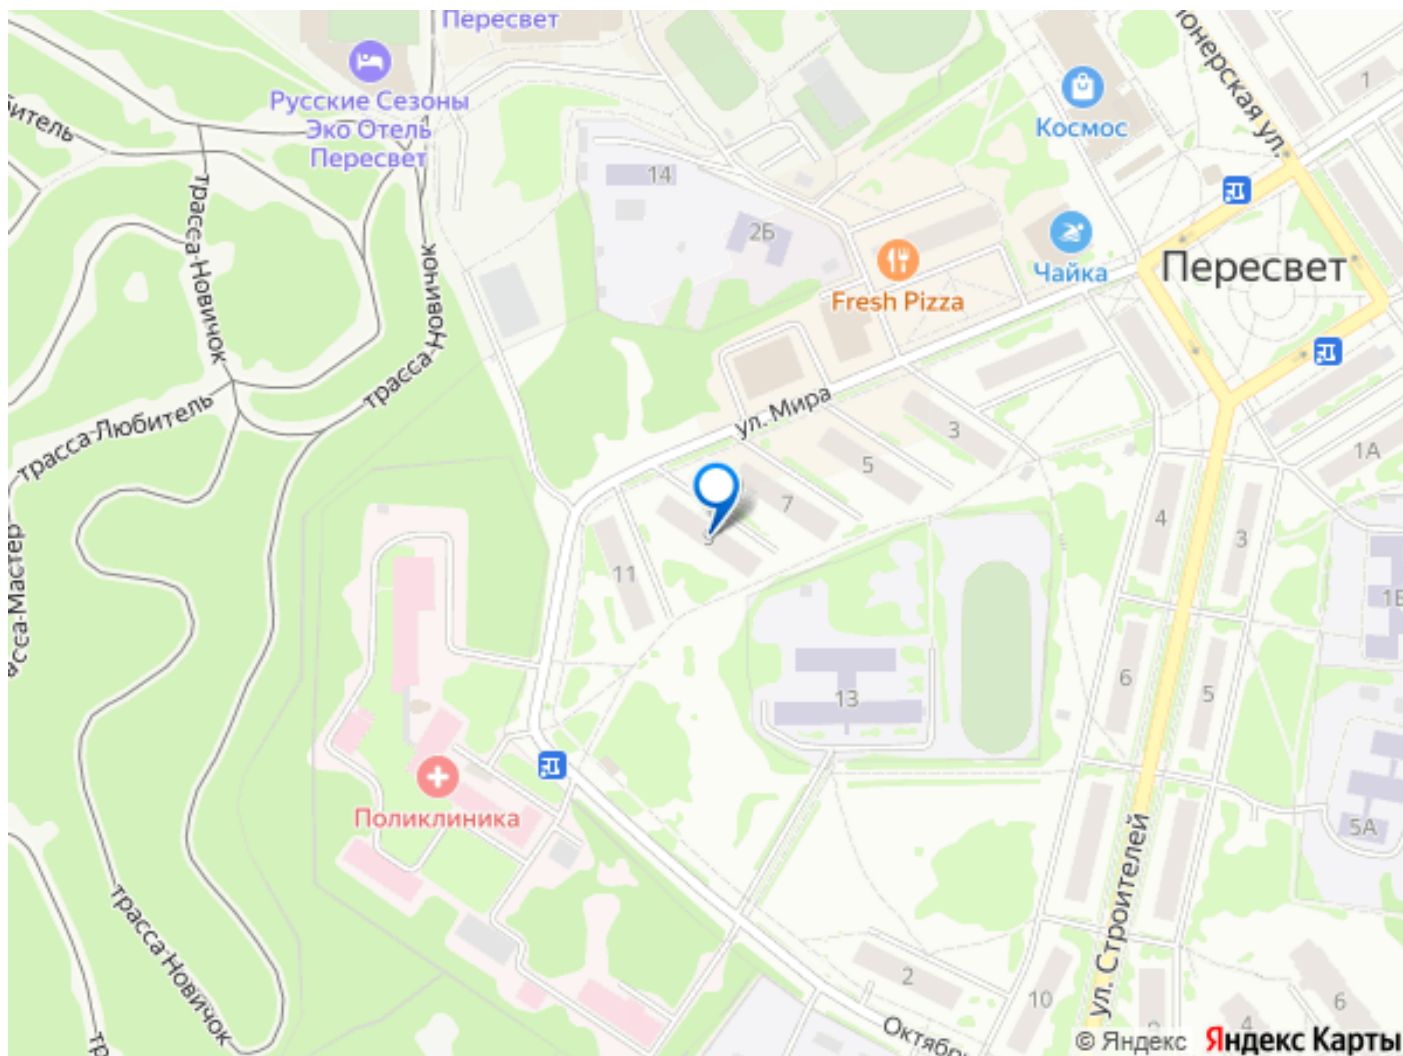 Пересвет
Русские Сезоны
Эко Отель
Пересвет
трасса-Новичок
трасса-Новичок
трасса-Любитель
трасса-Новичок
14
2Б
Космос
1
Чайка
Fresh Pizza
Пересвет
ул. Мира
3
5
7
9
11
1А
4
3
6
5
13
5А
Поликлиника
ул. Строителей
2
10
4
6
© Яндекс
Яндекс Карты